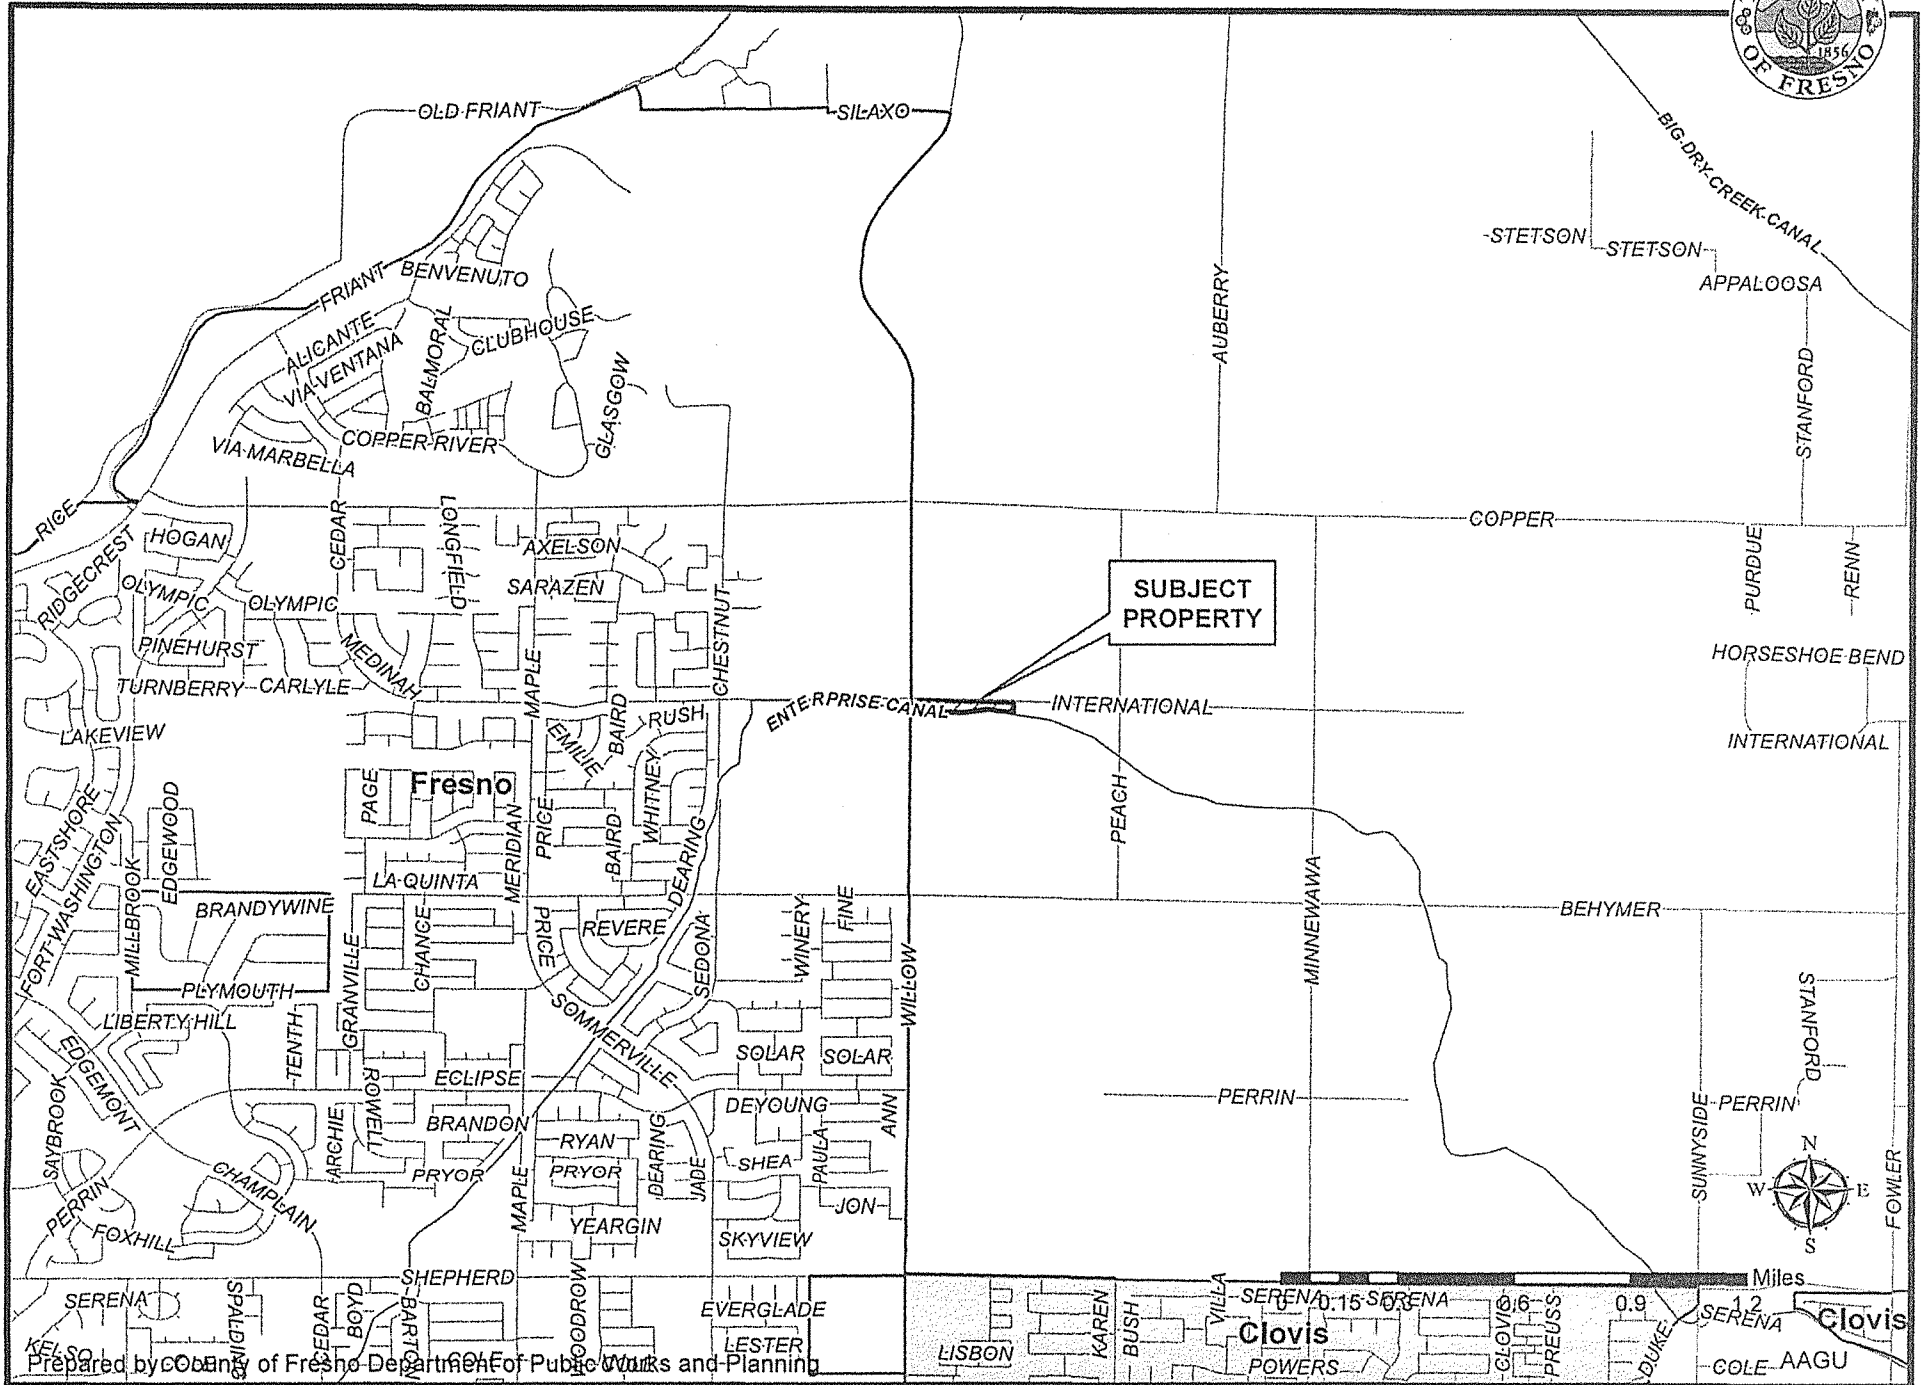 OF FRESNO
1856
OLD FRIANT
SILAXO
BIG DRY CREEK CANAL
STETSON
STETSON
APPALOOSA
BENVENUTO
FRIANT
AUBERRY
ALICANTE
CLUBHOUSE
BALMORAL
VIA VENTANA
GLASGOW
STANFORD
COPPER RIVER
VIA MARBELLA
RICE
CEDAR
LONGFIELD
COPPER
HOGAN
AXELSON
RIDGECREST
OLYMPIC
OLYMPIC
SARAZEN
SUBJECT
PROPERTY
PURDUE
RENN
PINEHURST
MEDINAH
CHESTNUT
HORSESHOE BEND
TURNBERRY
CARLYLE
MAPLE
ENTERPRISE CANAL
INTERNATIONAL
LAKEVIEW
EMILIE
BAIRD
RUSH
INTERNATIONAL
Fresno
PAGE
WHITNEY
PEACH
EASTSHORE
EDGEWOOD
MERIDIAN
PRICE
BAIRD
DEARING
FORT WASHINGTON
MILLBROOK
LA QUINTA
MINNEWAWA
BRANDYWINE
CHANCE
PRICE
REVERE
WINERY
FINE
BEHYMER
GRANVILLE
SEDONA
WILLOW
PLYMOUTH
LIBERTY HILL
TENTH
SOMMERVILLE
SOLAR
SOLAR
STANFORD
EDGEMONT
ECLIPSE
SAYBROOK
ROWELL
DEYOUNG
ANN
PERRIN
SUNNYSIDE
PERRIN
ARCHIE
BRANDON
RYAN
DEARING
PAULA
PRYOR
PRYOR
JADE
SHEA
N
W
E
S
PERRIN
CHAMPLAIN
MAPLE
JON
FOWLER
FOXHILL
YEARGIN
SKYVIEW
SHEPHERD
Miles
SERENA
SPALDING
CEDAR
BOYD
BARTON
WOODROW
EVERGLADE
KAREN
BUSH
VILLA
SERENA
SERENA
0 0.15 0.3 0.6 0.9 1.2
CLOVIS
PREUSS
SERENA
Clovis
Clovis
KELSO
COLE
COLE
COLE
LESTER
LISBON
POWERS
DUKE
COLE
AAGU
Prepared by County of Fresno Department of Public Works and Planning